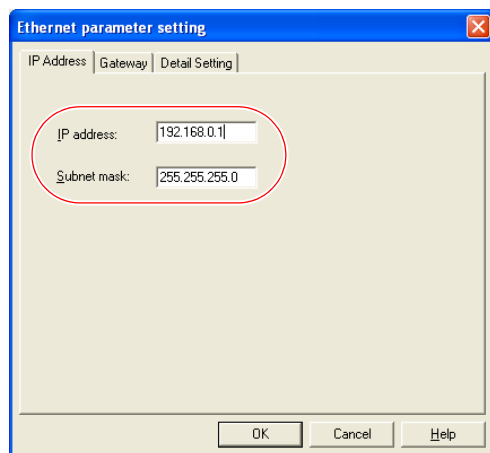 Ethernet parameter setting
IP Address Gateway Detail Setting
IP address: 192.168.0.1
Subnet mask: 255.255.255.0
OK Cancel Help